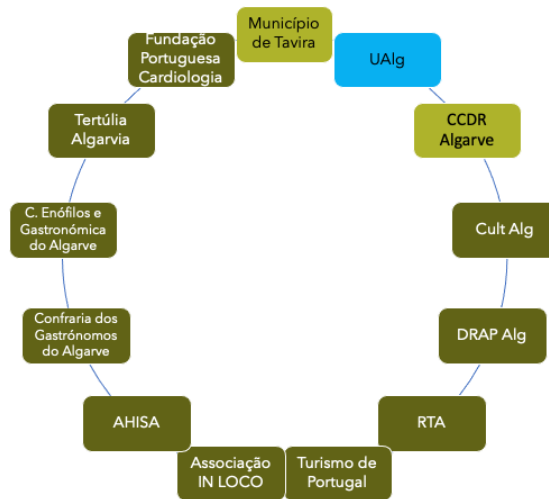 Município
de Tavira
UAlg
CCDR
Algarve
Cult Alg
DRAP Alg
RTA
Turismo de
Portugal
Associação
IN LOCO
AHISA
Confraria dos
Gastrónomos
do Algarve
C. Enófilos e
Gastronómica
do Algarve
Tertúlia
Algarvia
Fundação
Portuguesa
Cardiologia